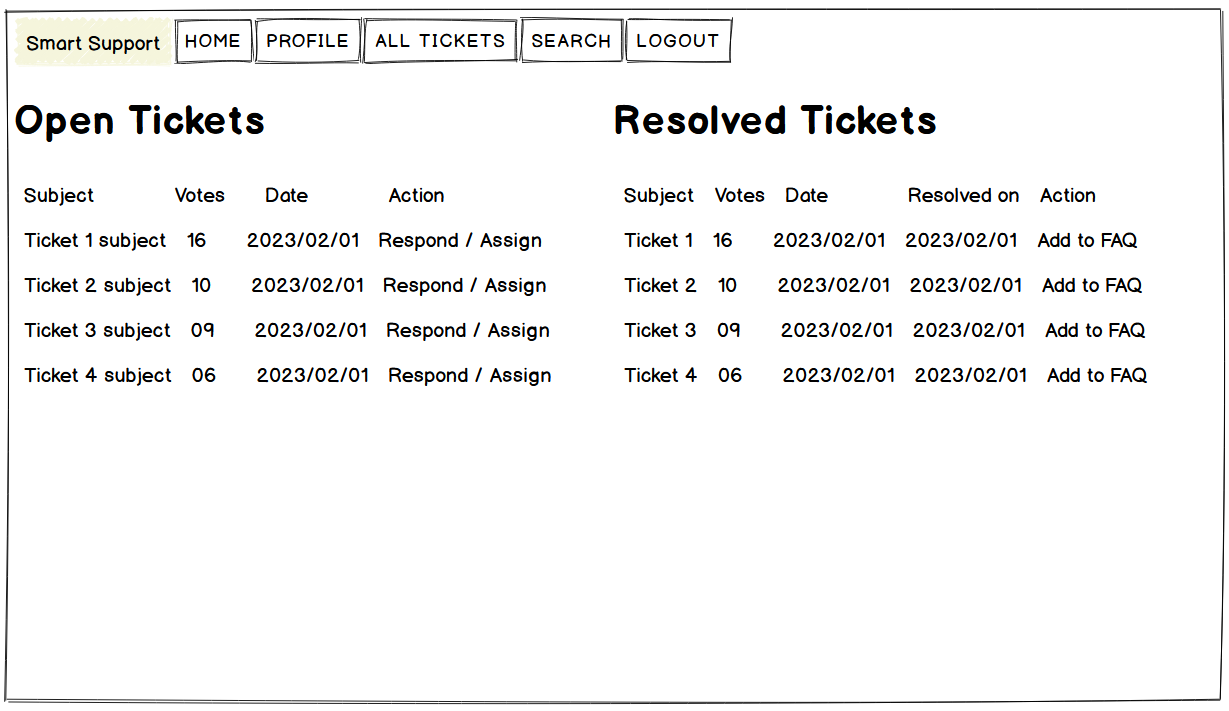 Smart Support HOME PROFILE ALL TICKETS SEARCH LOGOUT
Open Tickets
Subject Votes Date Action
Ticket 1 subject 16 2023/02/01 Respond / Assign
Ticket 2 subject 10 2023/02/01 Respond / Assign
Ticket 3 subject 09 2023/02/01 Respond / Assign
Ticket 4 subject 06 2023/02/01 Respond / Assign
Resolved Tickets
Subject Votes Date Resolved on Action
Ticket 1 16 2023/02/01 2023/02/01 Add to FAQ
Ticket 2 10 2023/02/01 2023/02/01 Add to FAQ
Ticket 3 09 2023/02/01 2023/02/01 Add to FAQ
Ticket 4 06 2023/02/01 2023/02/01 Add to FAQ